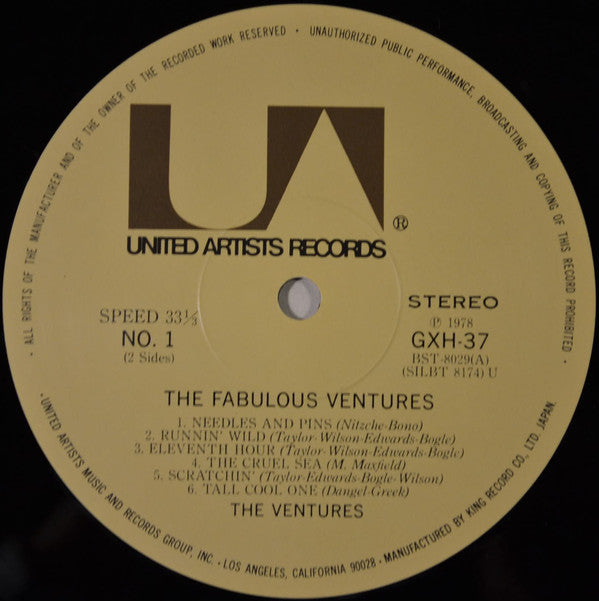 ALL RIGHTS OF THE MANUFACTURER AND OF THE OWNER OF THE RECORDED WORK RESERVED • UNAUTHORIZED PUBLIC PERFORMANCE, BROADCASTING AND COPYING OF THIS RECORD PROHIBITED •
UA ®
UNITED ARTISTS RECORDS
SPEED 33⅓
NO. 1
(2 Sides)
STEREO
Ⓟ 1978
GXH-37
BST-8029(A)
(SILBT 8174) U
THE FABULOUS VENTURES
1. NEEDLES AND PINS (Nitzche-Bono)
2. RUNNIN' WILD (Taylor-Wilson-Edwards-Bogle)
3. ELEVENTH HOUR (Taylor-Wilson-Edwards-Bogle)
4. THE CRUEL SEA (M. Maxfield)
5. SCRATCHIN' (Taylor-Edwards-Bogle-Wilson)
6. TALL COOL ONE (Dangel-Greek)
THE VENTURES
• UNITED ARTISTS MUSIC AND RECORDS GROUP, INC. • LOS ANGELES, CALIFORNIA 90028 • MANUFACTURED BY KING RECORD CO., LTD. JAPAN.